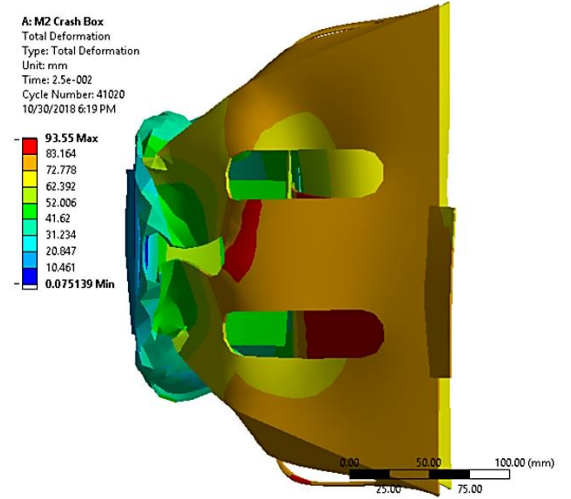 A: M2 Crash Box
Total Deformation
Type: Total Deformation
Unit: mm
Time: 2.5e-002
Cycle Number: 41020
10/30/2018 6:19 PM
93.55 Max
83.164
72.778
62.392
52.006
41.62
31.234
20.847
10.461
0.075139 Min
0.00 50.00 100.00 (mm)
25.00 75.00